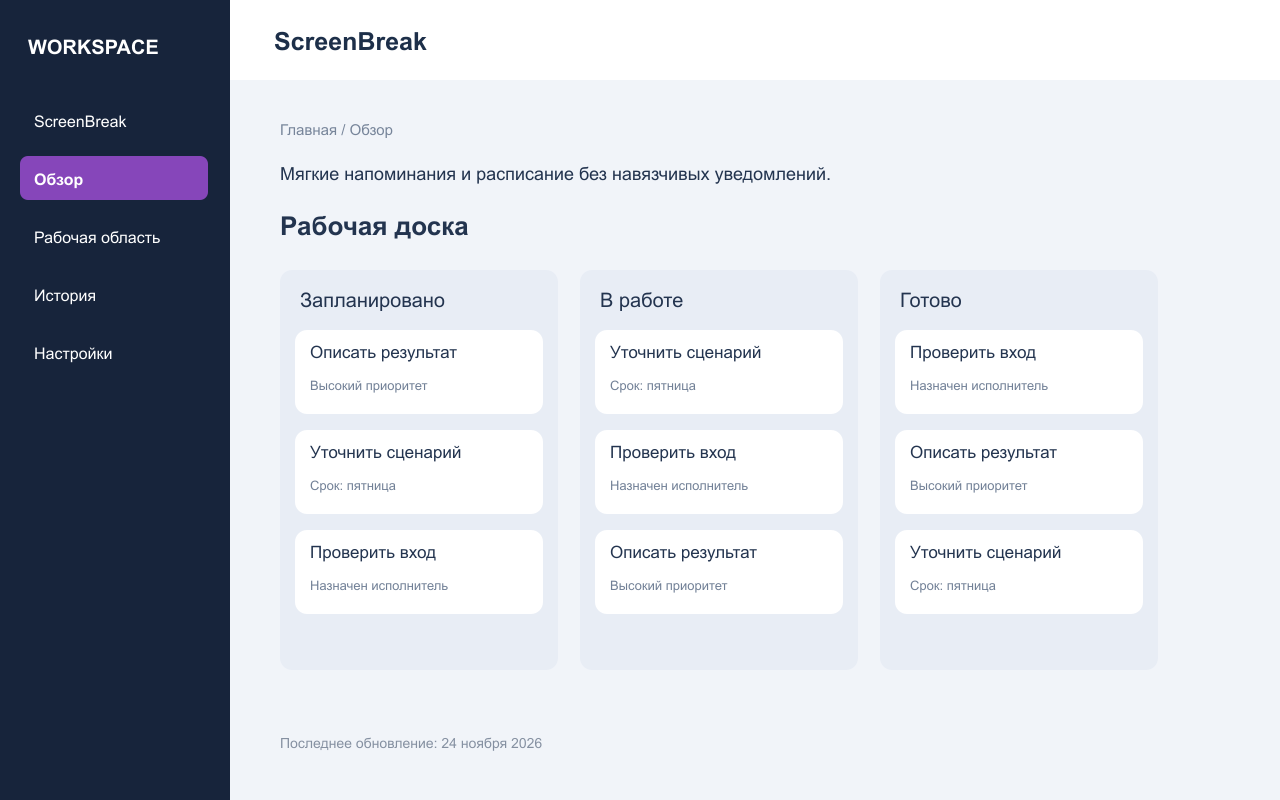 WORKSPACE
ScreenBreak
Обзор
Рабочая область
История
Настройки
ScreenBreak
Главная / Обзор
Мягкие напоминания и расписание без навязчивых уведомлений.
Рабочая доска
Запланировано
Описать результат
Высокий приоритет
Уточнить сценарий
Срок: пятница
Проверить вход
Назначен исполнитель
В работе
Уточнить сценарий
Срок: пятница
Проверить вход
Назначен исполнитель
Описать результат
Высокий приоритет
Готово
Проверить вход
Назначен исполнитель
Описать результат
Высокий приоритет
Уточнить сценарий
Срок: пятница
Последнее обновление: 24 ноября 2026